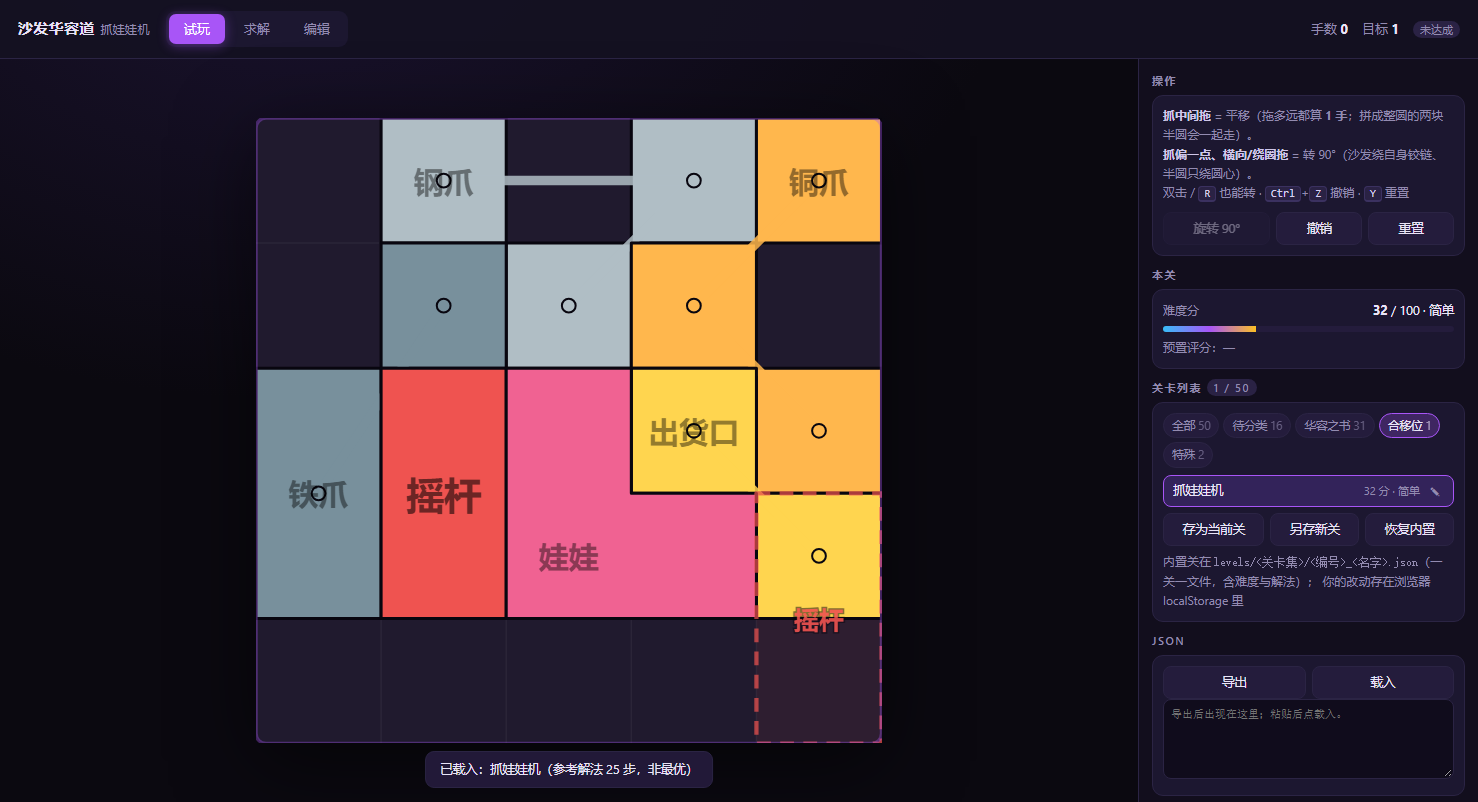 沙发华容道 抓娃娃机 试玩 求解 编辑 手数 0 目标 1 未达成
钢爪
铜爪
出货口
铁爪
摇杆
娃娃
摇杆
已载入：抓娃娃机（参考解法 25 步，非最优）
操作
抓中间拖 = 平移（拖多远都算 1 手；拼成整圆的两块
半圆会一起走）。
抓偏一点、横向/绕圆拖 = 转 90°（沙发绕自身铰链、
半圆只绕圆心）。
双击 / R 也能转 · Ctrl + Z 撤销 · Y 重置
旋转 90° 撤销 重置
本关
难度分 32 / 100 · 简单
预置评分：—
关卡列表 1 / 50
全部 50 待分类 16 华容之书 31 合移位 1
特殊 2
抓娃娃机 32 分 · 简单
存为当前关 另存新关 恢复内置
内置关在 levels/<关卡集>/<编号>_<名字>.json（一
关一文件，含难度与解法）；你的改动存在浏览器
localStorage 里
JSON
导出 载入
导出后出现在这里；粘贴后点载入。